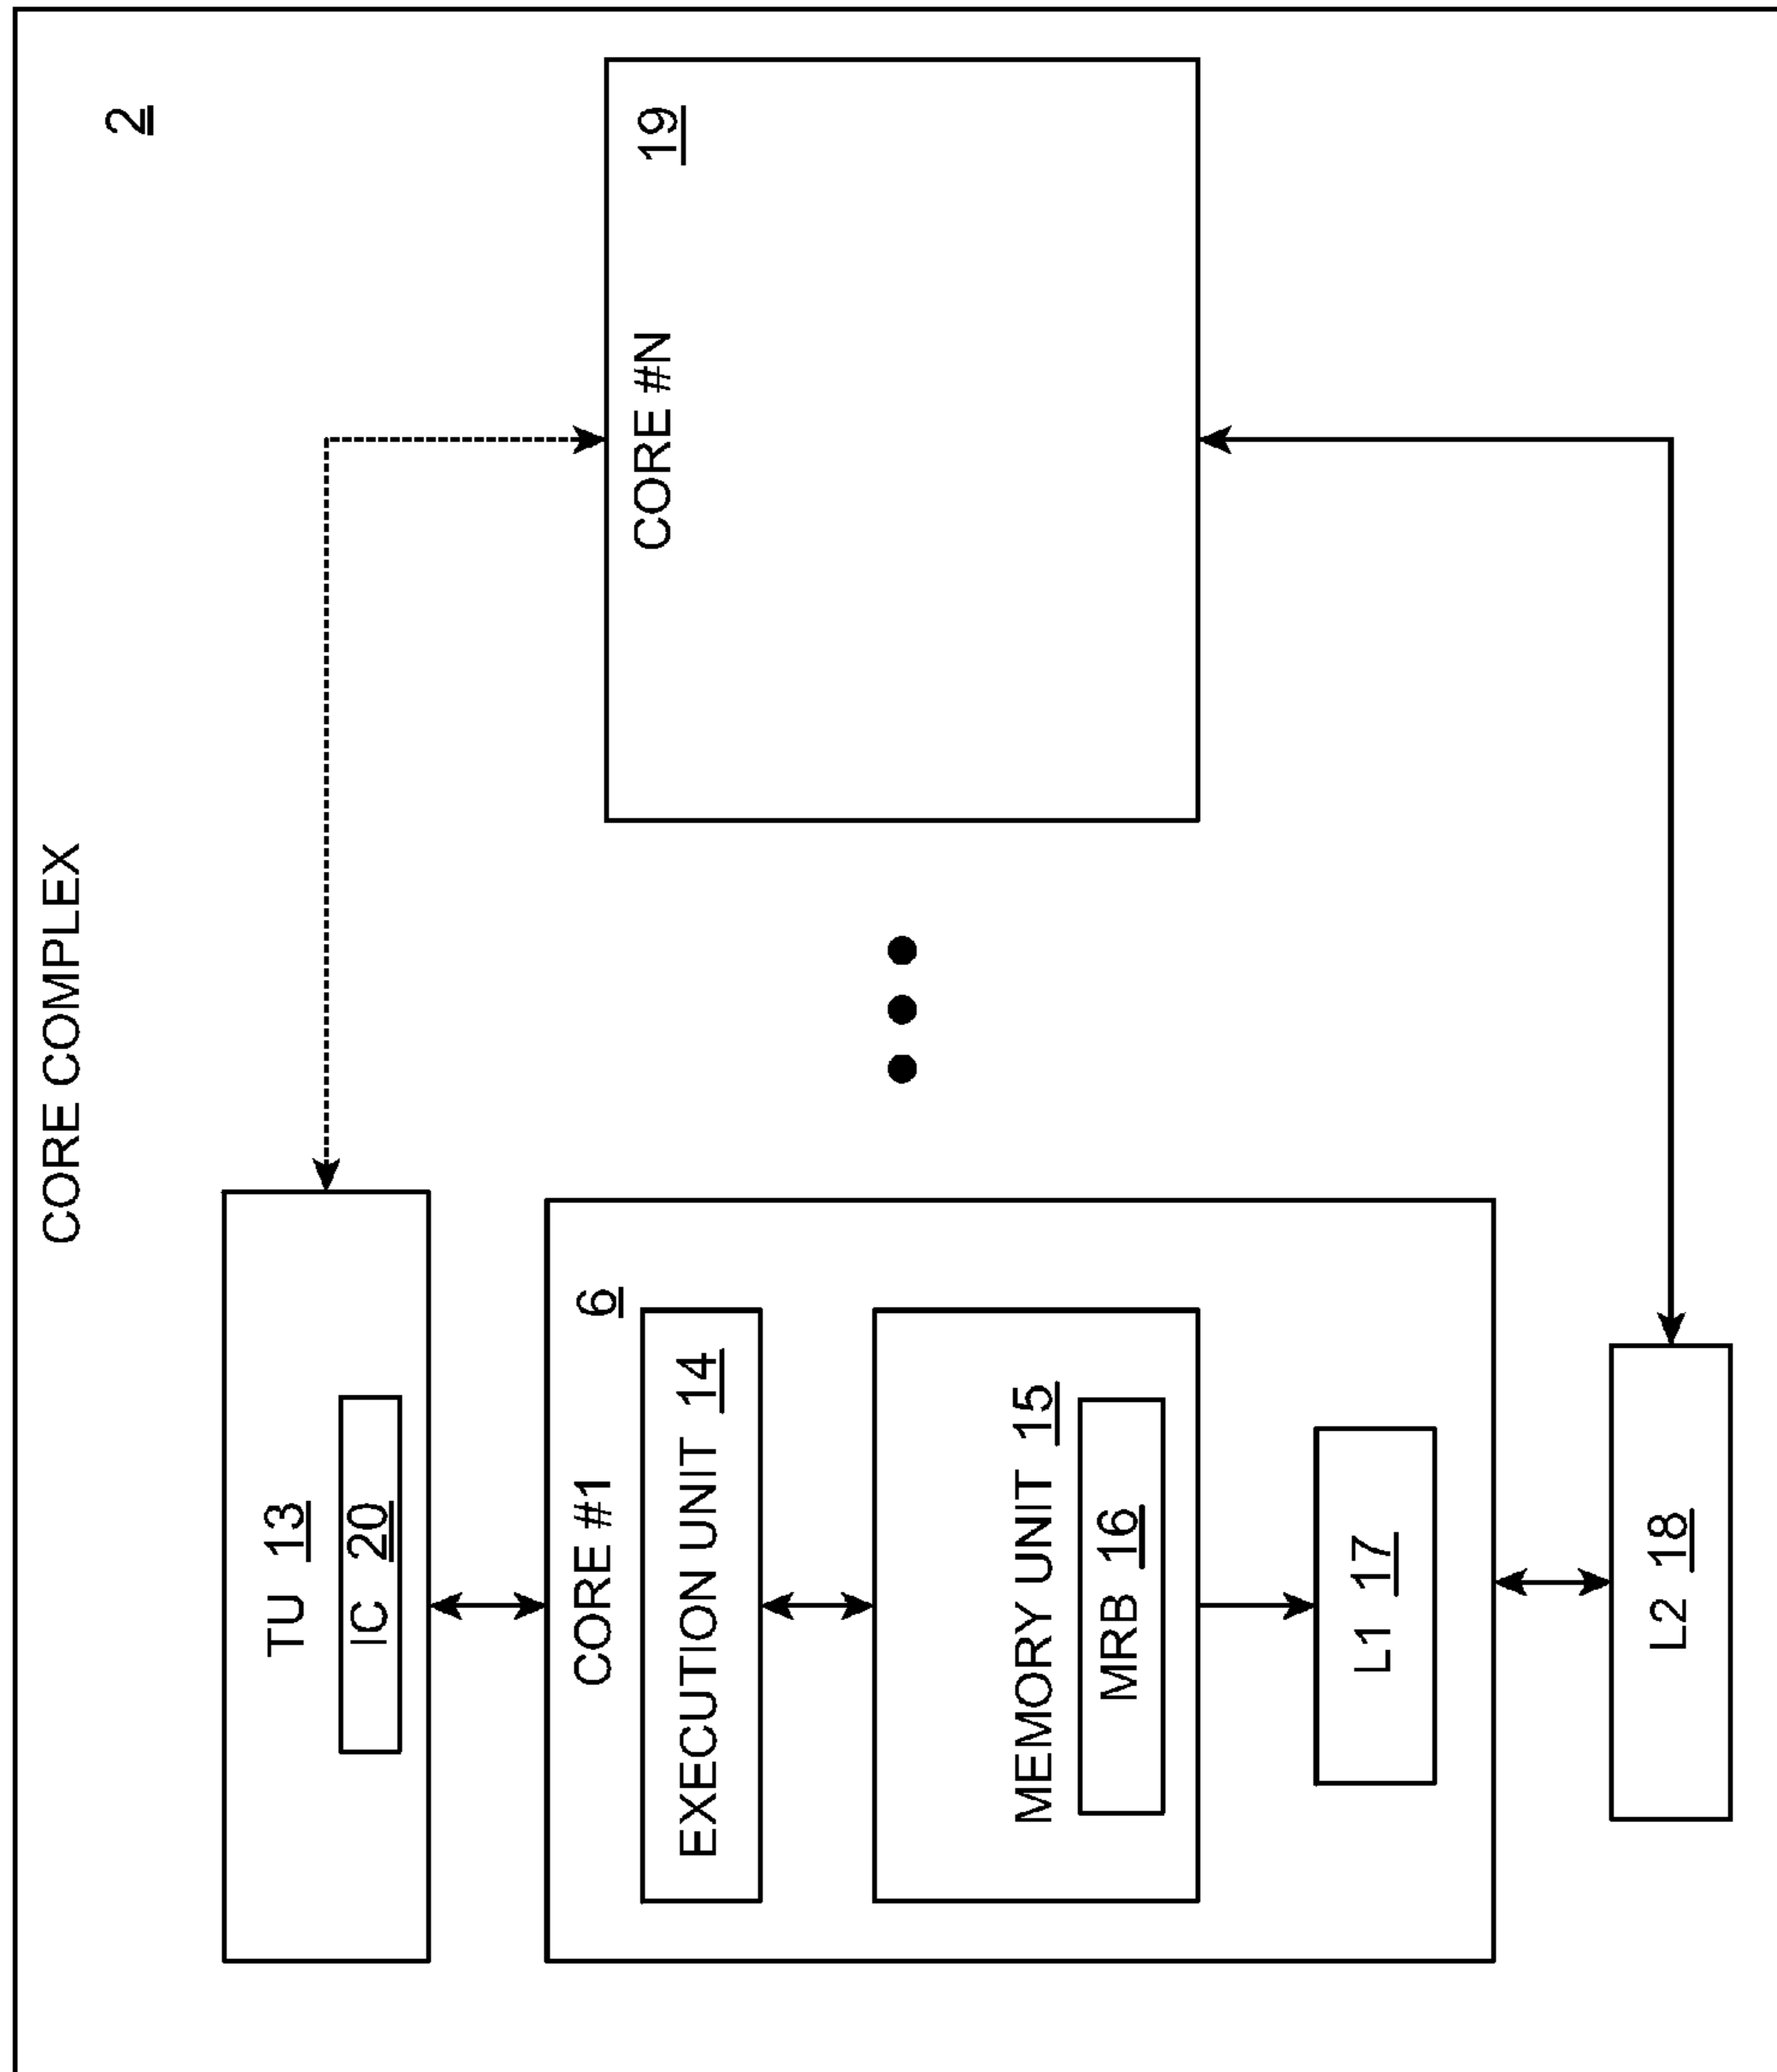 CORE COMPLEX
2
TU 13
IC 20
CORE #1
6
EXECUTION UNIT 14
MEMORY UNIT 15
MRB 16
L1 17
L2 18
CORE #N
19